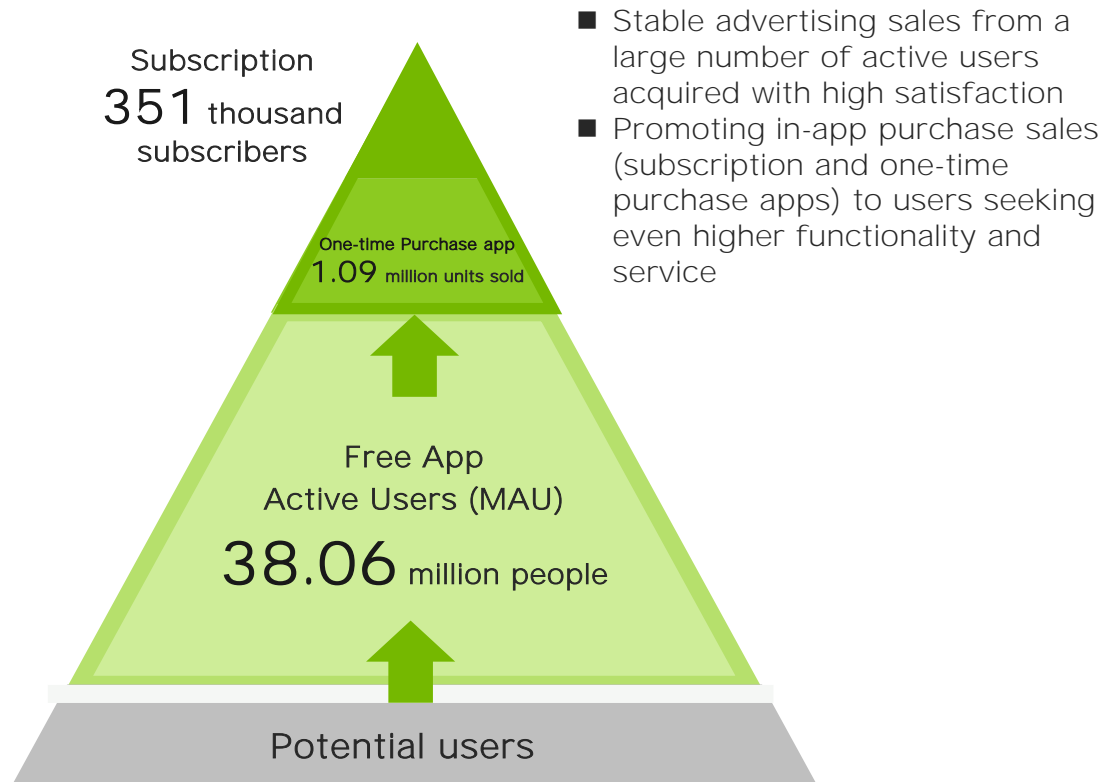 Subscription
351 thousand
subscribers
■ Stable advertising sales from a
large number of active users
acquired with high satisfaction
■ Promoting in-app purchase sales
(subscription and one-time
purchase apps) to users seeking
even higher functionality and
service
One-time Purchase app
1.09 million units sold
Free App
Active Users (MAU)
38.06 million people
Potential users